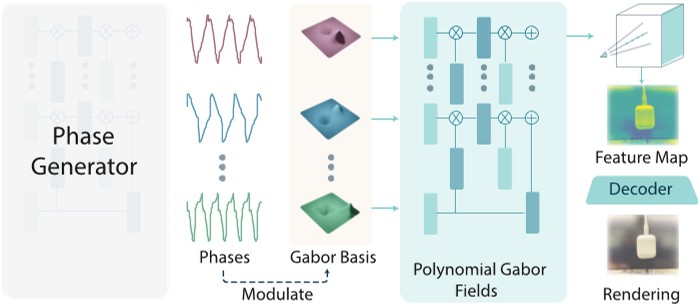 Phase
Generator
Phases
Modulate
Gabor Basis
Polynomial Gabor
Fields
Feature Map
Decoder
Rendering